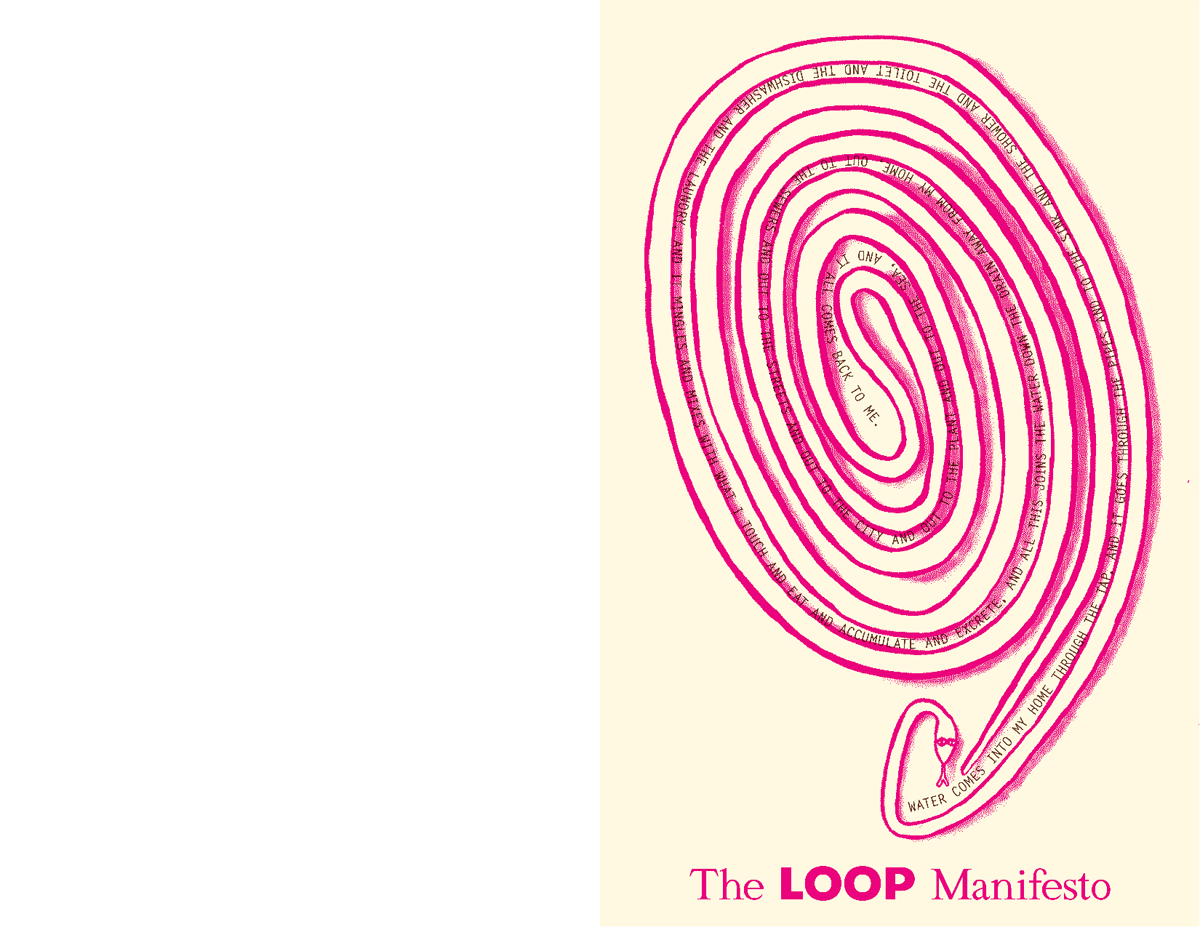 WATER COMES INTO MY HOME THROUGH THE TAP, AND IT GOES THROUGH THE PIPES AND TO THE SINK AND THE SHOWER AND THE TOILET AND THE DISHWASHER AND THE LAUNDRY, AND IT MINGLES AND MIXES WITH WHAT I TOUCH AND EAT AND ACCUMULATE AND EXCRETE, AND ALL THIS JOINS THE WATER DOWN THE DRAIN AWAY FROM MY HOME, OUT TO THE SEWERS AND OUT TO THE STREETS AND OUT TO THE CITY AND OUT TO THE PLANT AND OUT TO THE SEA, AND IT ALL COMES BACK TO ME.
The LOOP Manifesto